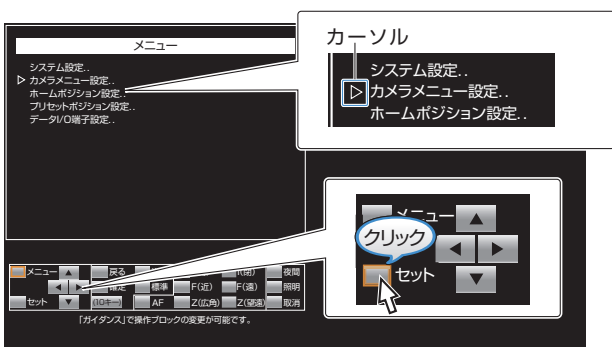 メニュー
システム設定..
▷ カメラメニュー設定..
ホームポジション設定..
プリセットポジション設定..
データI/O端子設定..
カーソル
システム設定..
▷ カメラメニュー設定..
ホームポジション設定..
メニュー
クリック
セット
メニュー ▲ 戻る 夜間
◀ ▶ 標準 F(近) F(遠) 照明
セット ▼ (10キー) AF Z(広角) Z(望遠) 取消
「ガイダンス」で操作ブロックの変更が可能です。